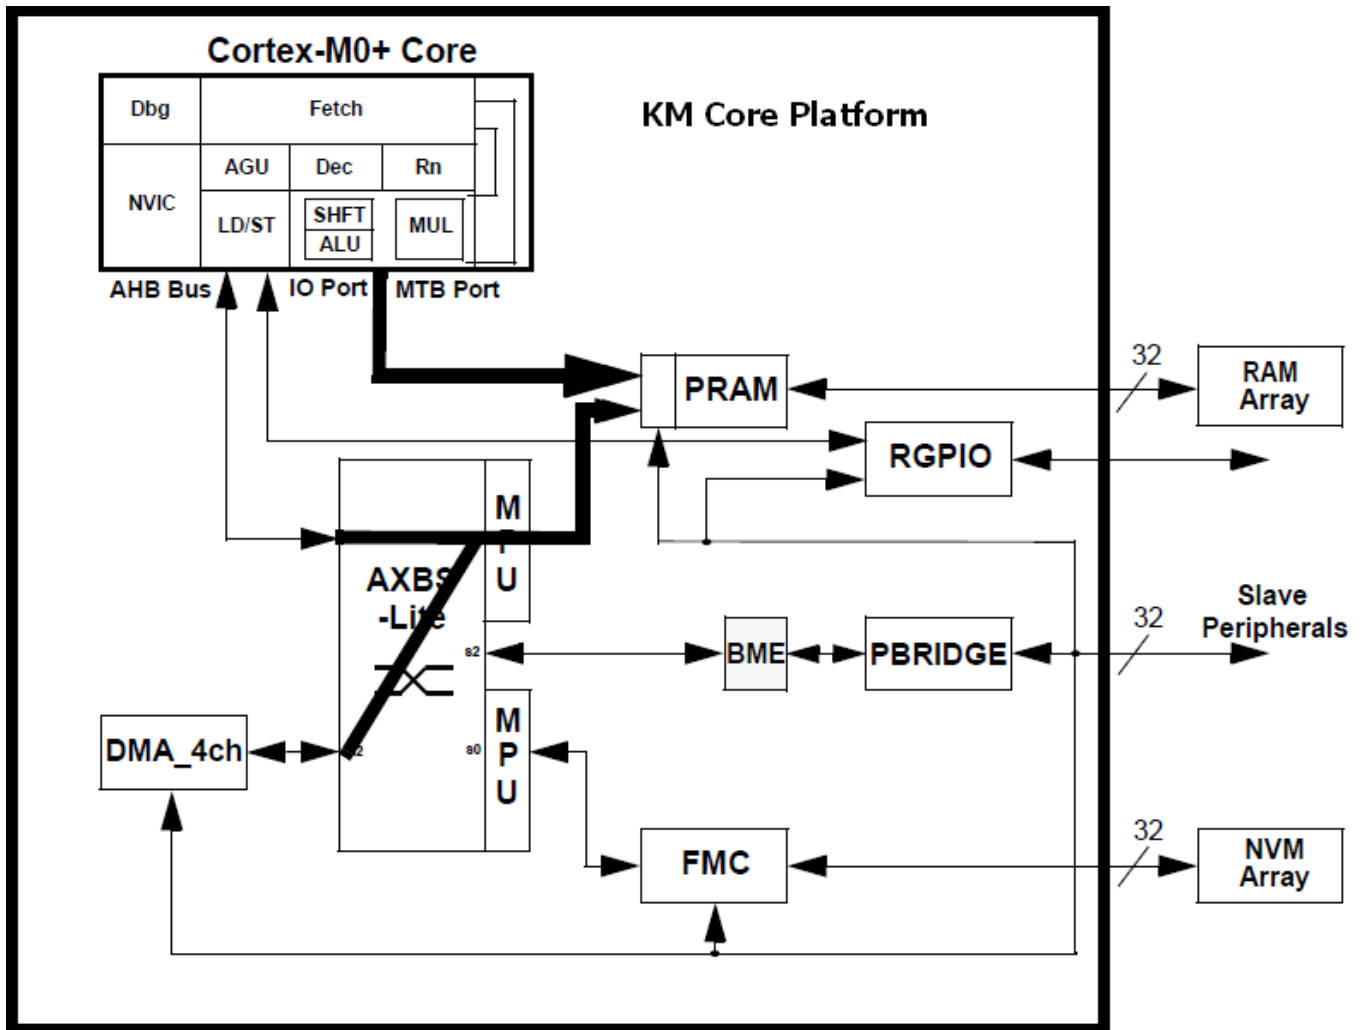 Cortex-M0+ Core
KM Core Platform
Dbg
Fetch
AGU
Dec
Rn
NVIC
LD/ST
SHFT
ALU
MUL
AHB Bus
IO Port
MTB Port
PRAM
32
RAM
Array
RGPIO
M
U
AXBS
-Lite
s2
BME
PBRIDGE
32
Slave
Peripherals
DMA_4ch
s0
M
P
U
FMC
32
NVM
Array